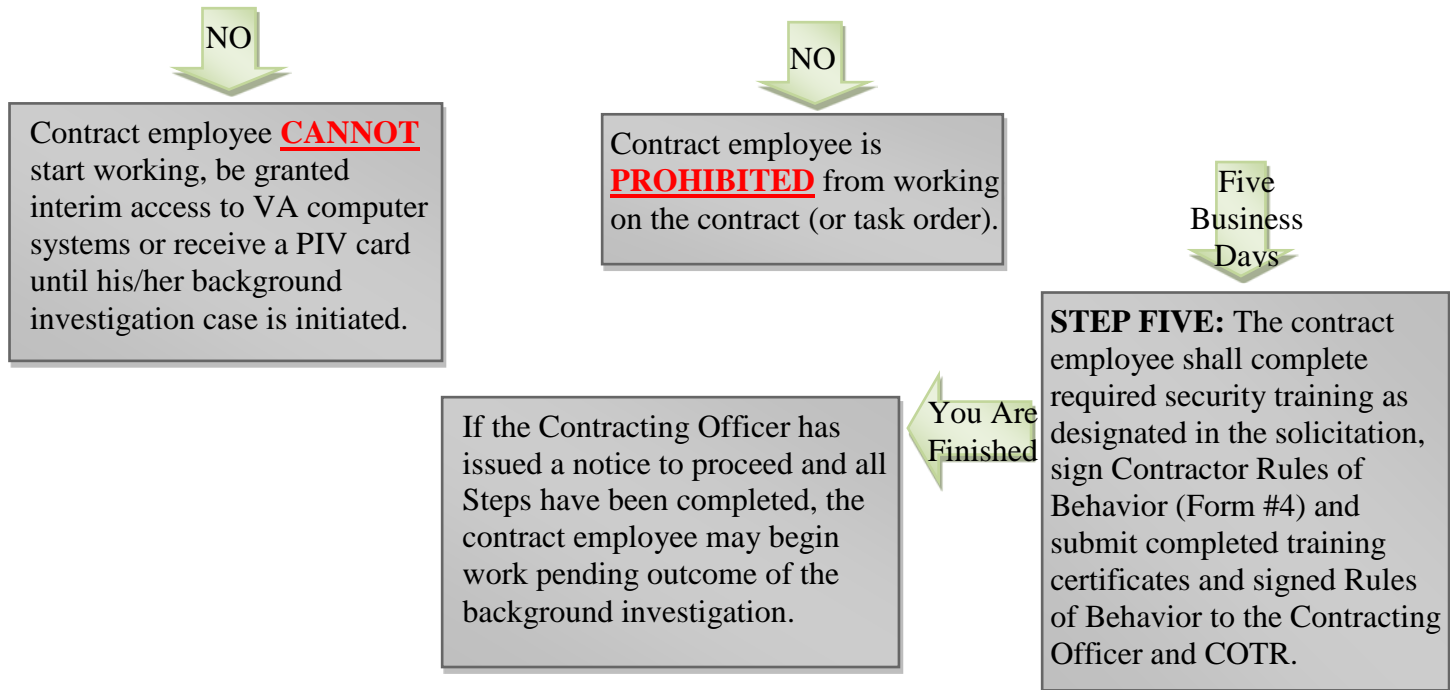 NO
Contract employee CANNOT
start working, be granted
interim access to VA computer
systems or receive a PIV card
until his/her background
investigation case is initiated.
NO
Contract employee is
PROHIBITED from working
on the contract (or task order).
Five
Business
Days
STEP FIVE: The contract
employee shall complete
required security training as
designated in the solicitation,
sign Contractor Rules of
Behavior (Form #4) and
submit completed training
certificates and signed Rules
of Behavior to the Contracting
Officer and COTR.
You Are
Finished
If the Contracting Officer has
issued a notice to proceed and all
Steps have been completed, the
contract employee may begin
work pending outcome of the
background investigation.